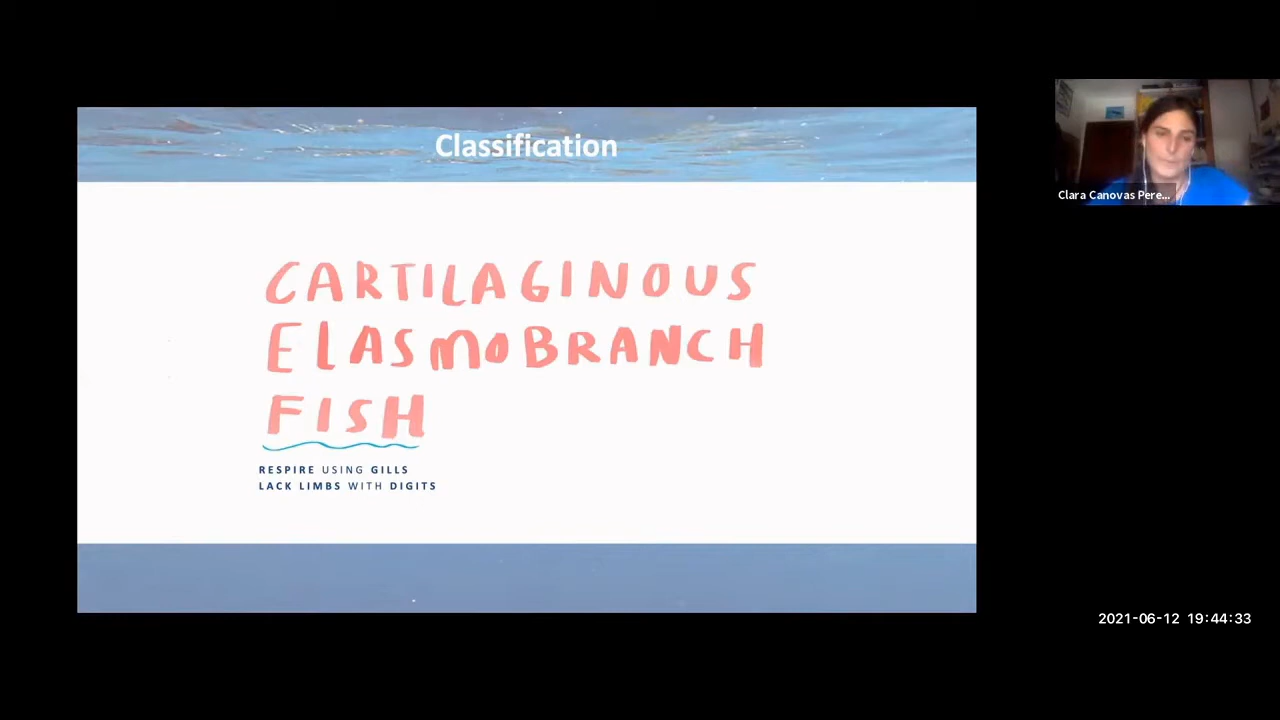 Classification
CARTILAGINOUS
ELASMOBRANCH
FISH
RESPIRE USING GILLS
LACK LIMBS WITH DIGITS
Clara Canovas Pere...
2021-06-12 19:44:33